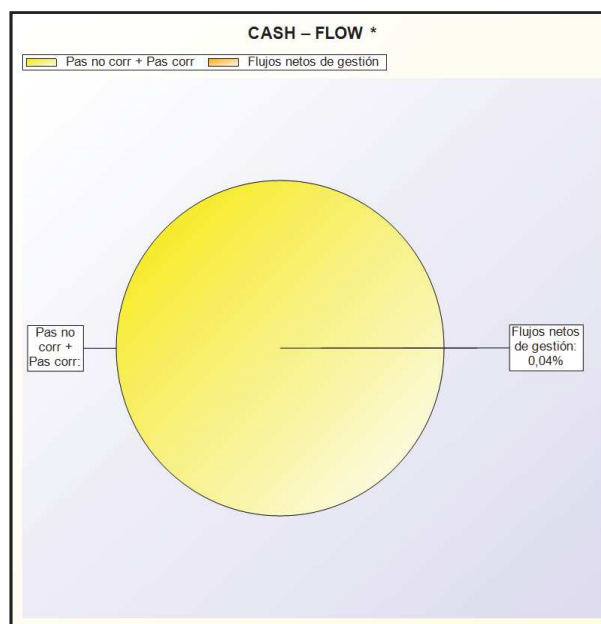 CASH – FLOW *
Pas no corr + Pas corr Flujos netos de gestión
Pas no
corr +
Pas corr:
Flujos netos
de gestión:
0,04%